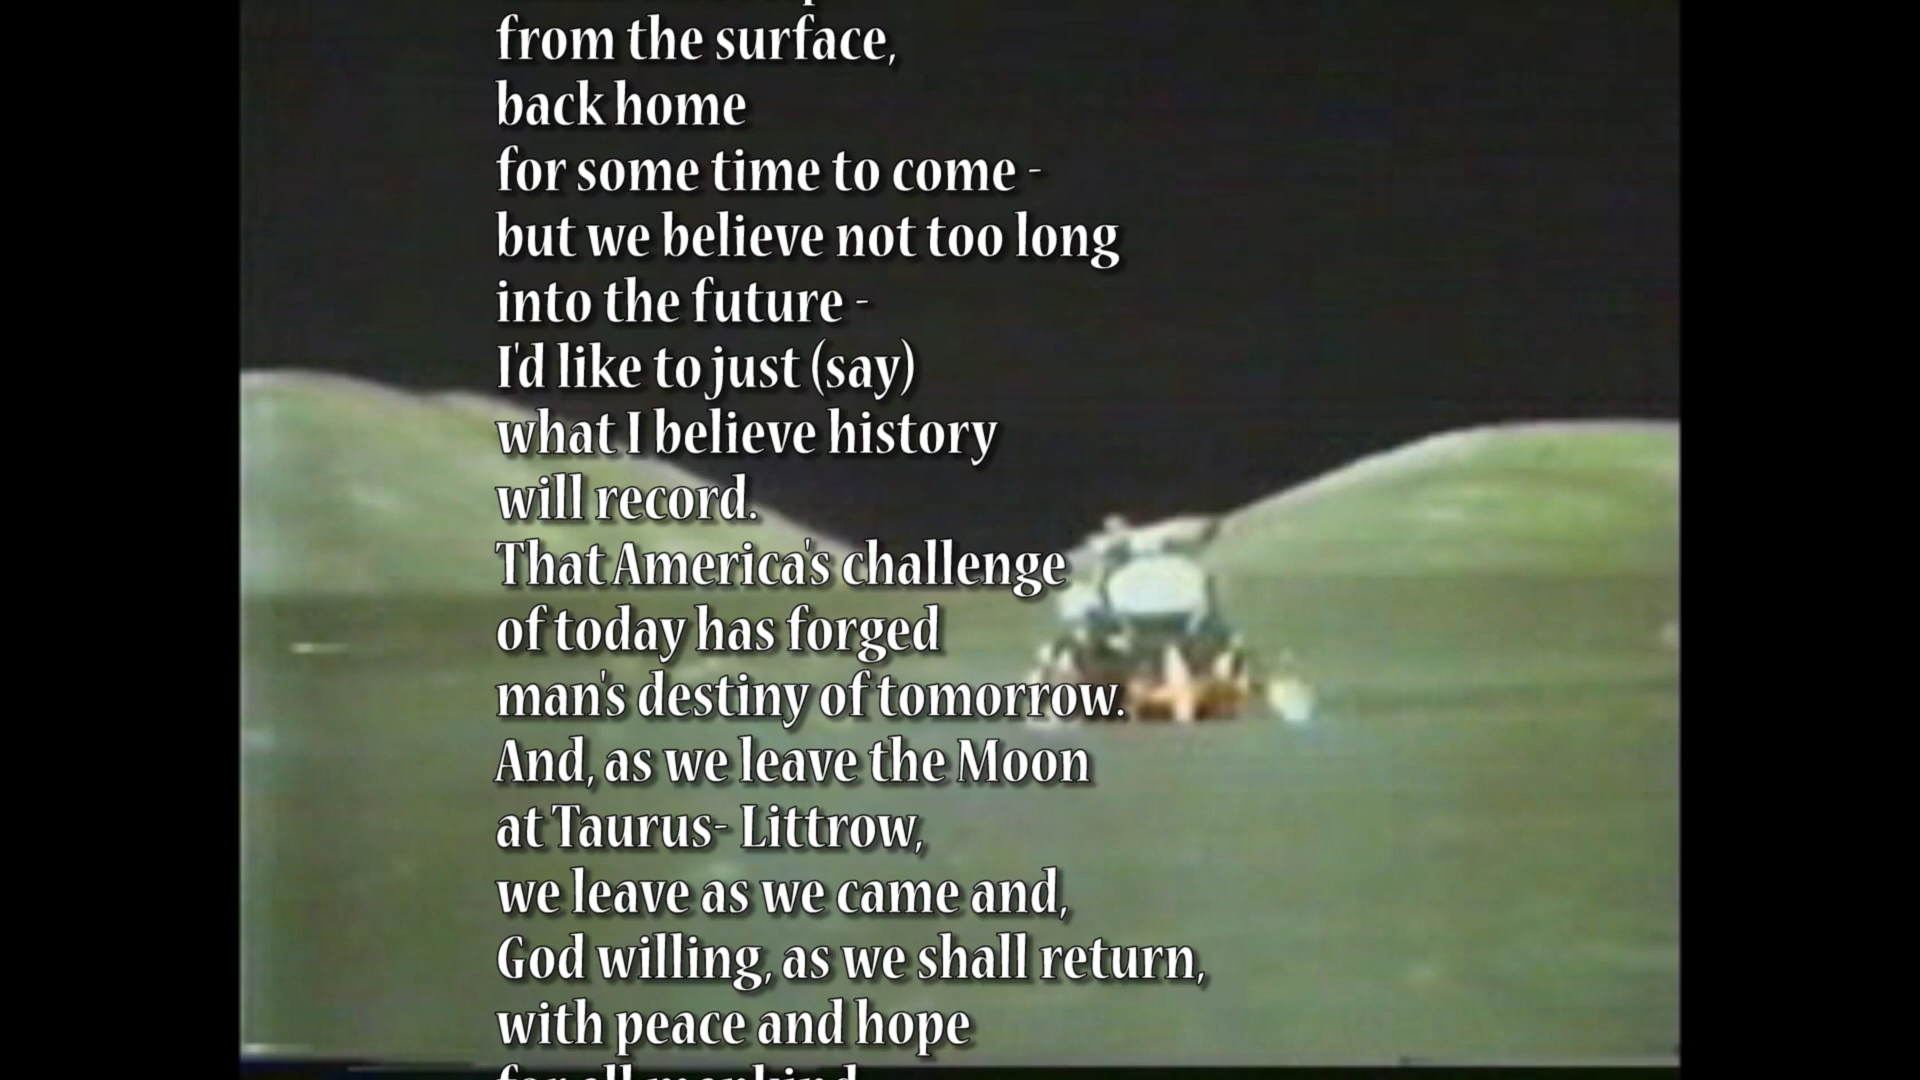 from the surface,
back home
for some time to come -
but we believe not too long
into the future -
I'd like to just (say)
what I believe history
will record.
That America's challenge
of today has forged
man's destiny of tomorrow.
And, as we leave the Moon
at Taurus- Littrow,
we leave as we came and,
God willing, as we shall return,
with peace and hope
for all mankind